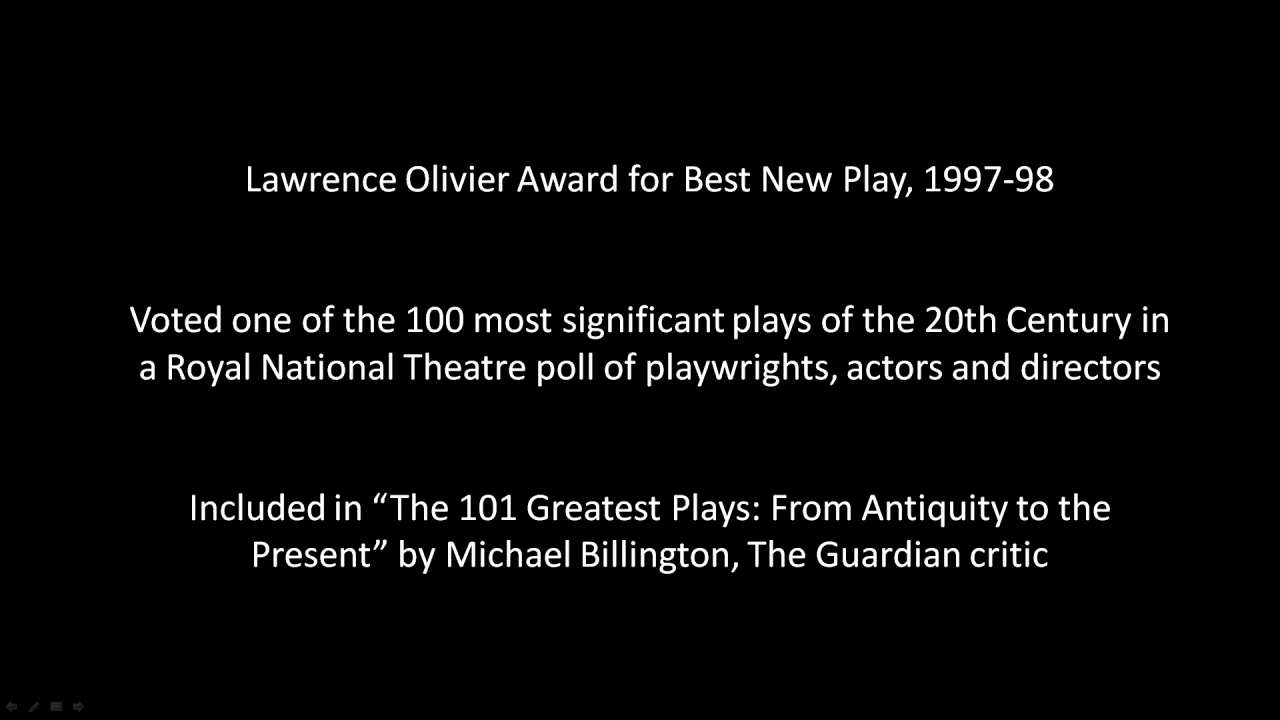 Lawrence Olivier Award for Best New Play, 1997-98
Voted one of the 100 most significant plays of the 20th Century in
a Royal National Theatre poll of playwrights, actors and directors
Included in “The 101 Greatest Plays: From Antiquity to the
Present” by Michael Billington, The Guardian critic